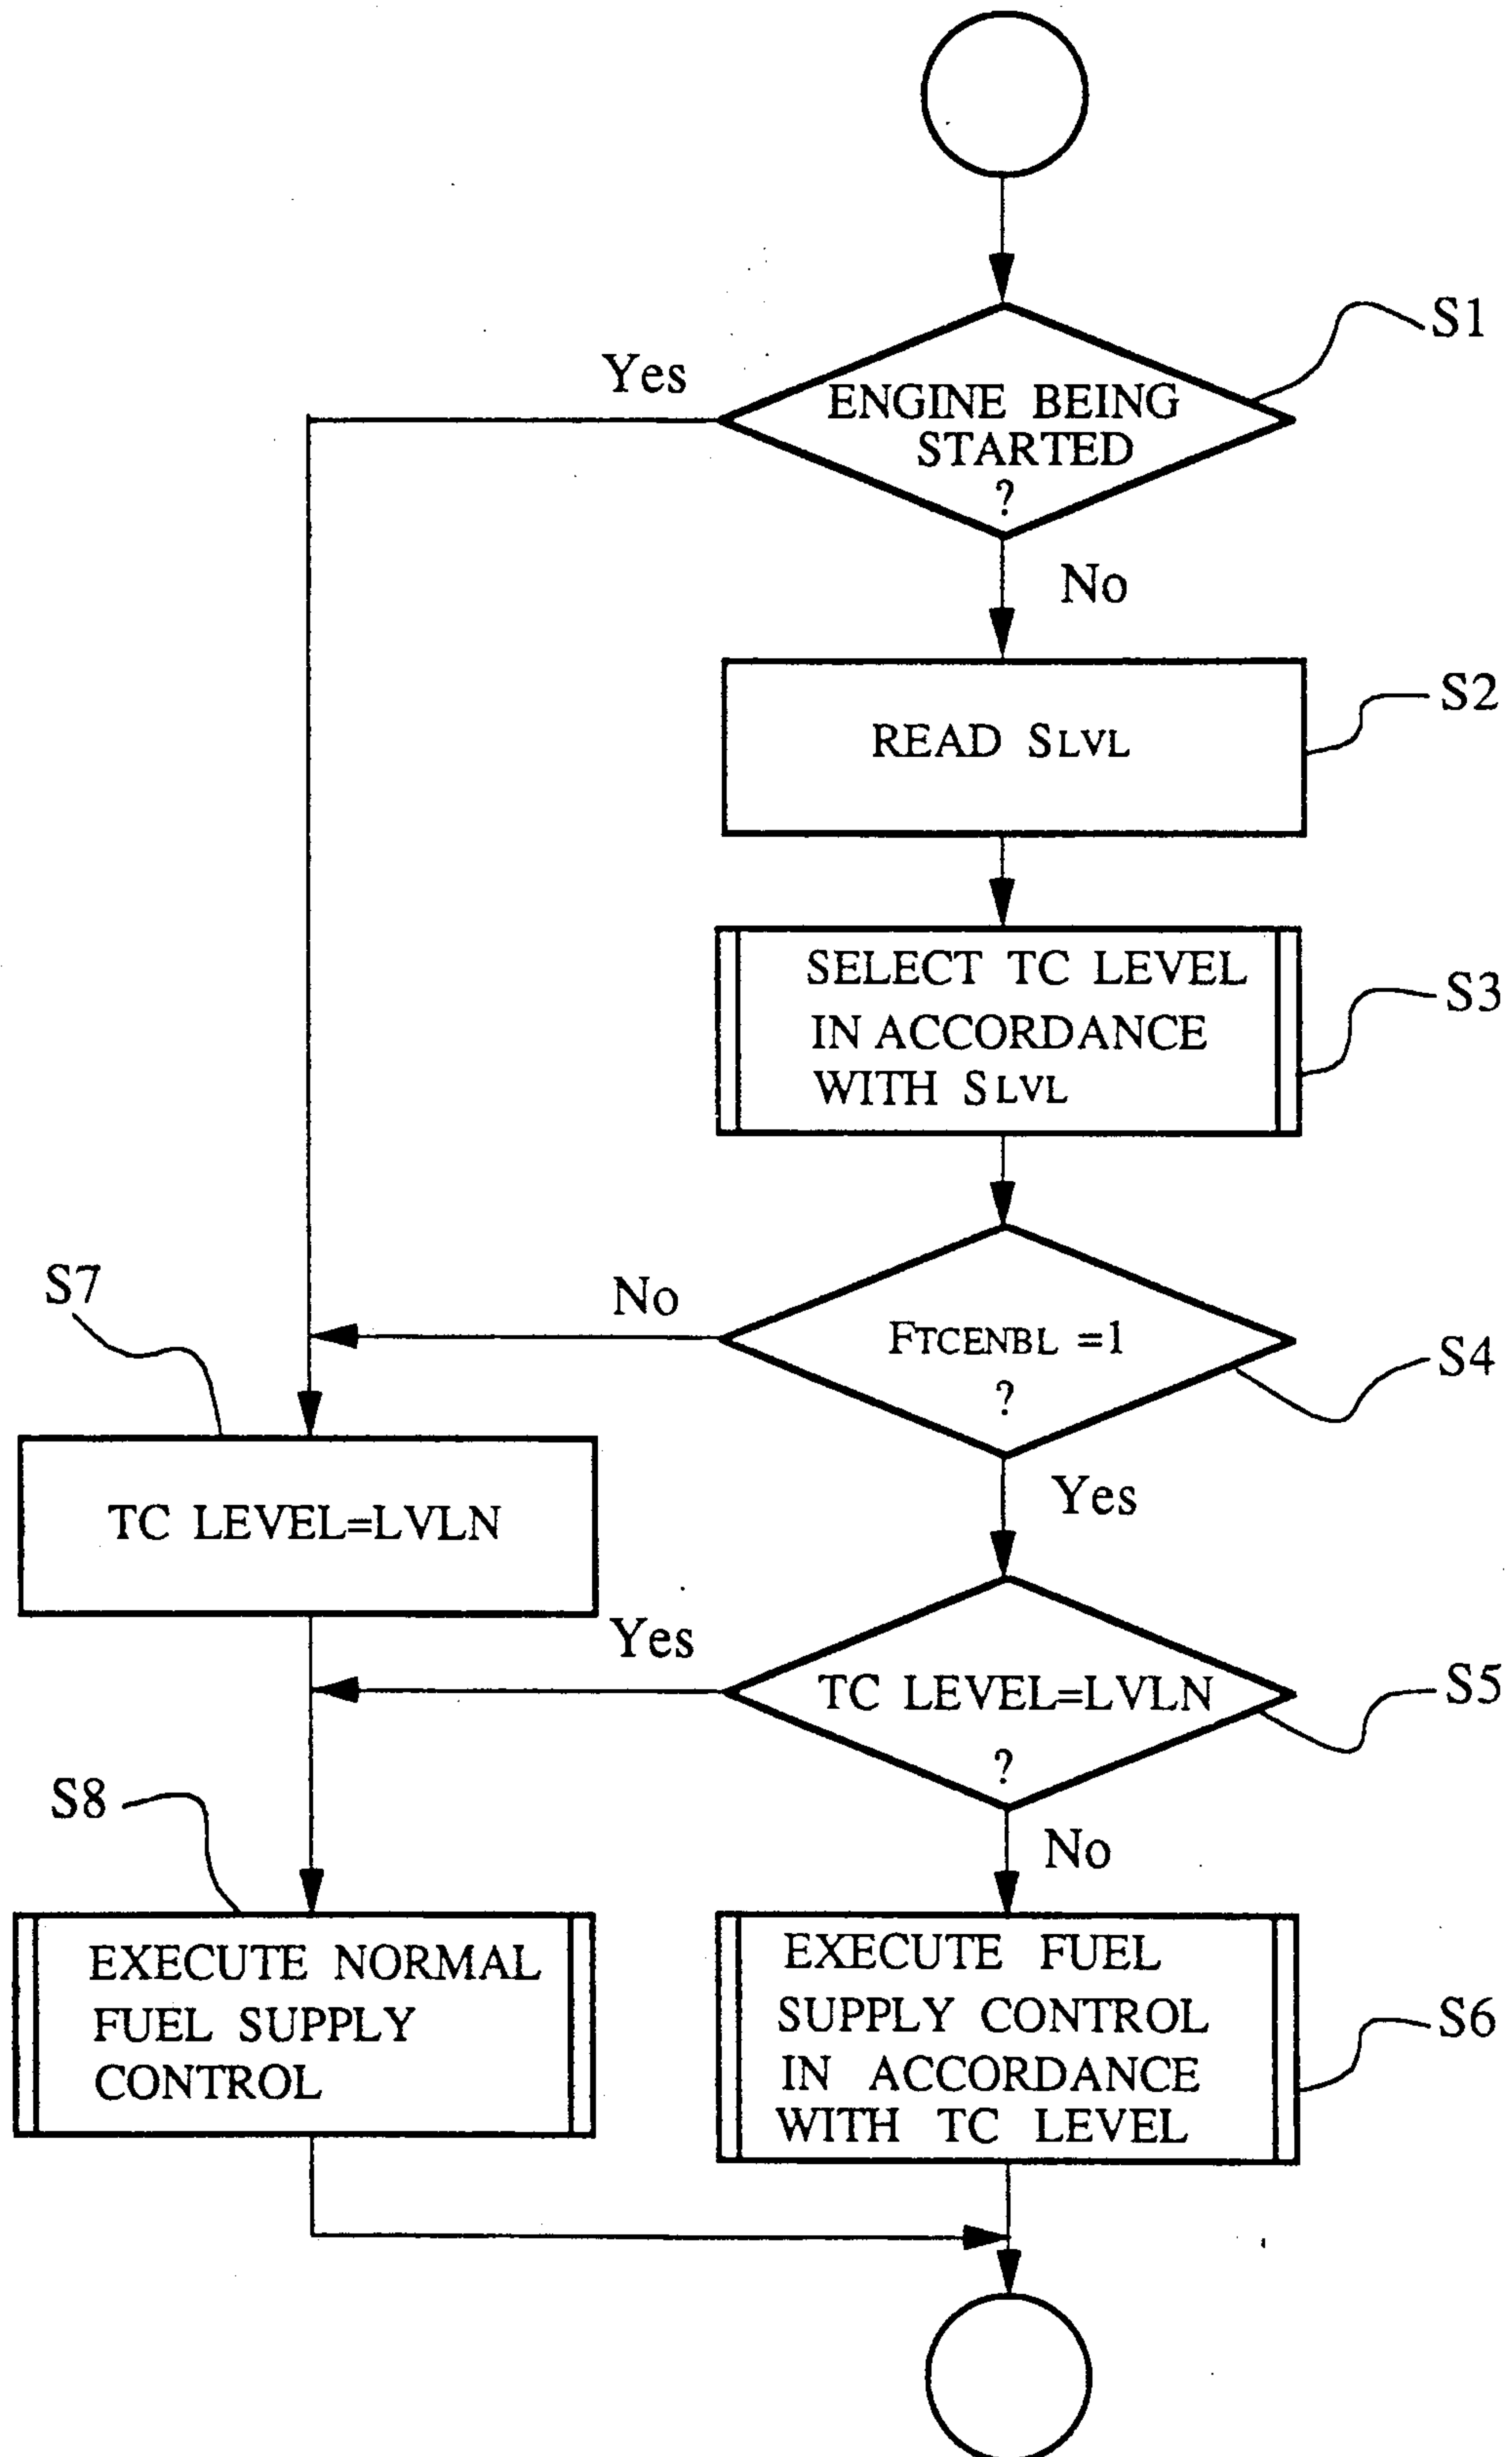 S1
Yes
ENGINE BEING
STARTED
?
No
S2
READ SLVL
S3
SELECT TC LEVEL
IN ACCORDANCE
WITH SLVL
S7
No
FTCENBL =1
?
S4
Yes
TC LEVEL=LVLN
Yes
TC LEVEL=LVLN
?
S5
No
S8
EXECUTE NORMAL
FUEL SUPPLY
CONTROL
EXECUTE FUEL
SUPPLY CONTROL
IN ACCORDANCE
WITH TC LEVEL
S6